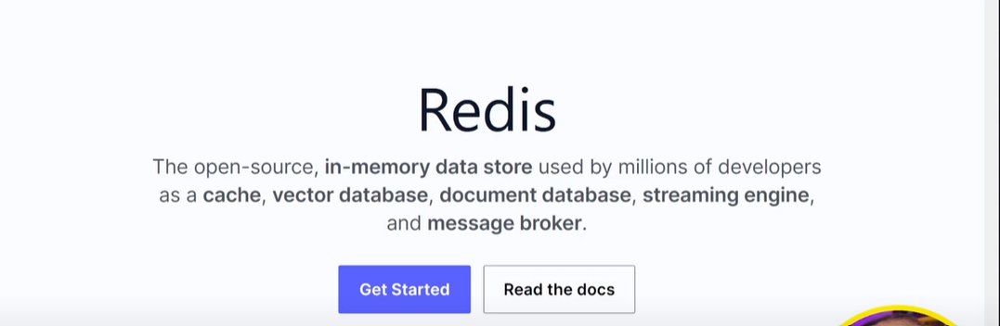 Redis
The open-source, in-memory data store used by millions of developers
as a cache, vector database, document database, streaming engine,
and message broker.
Get Started
Read the docs